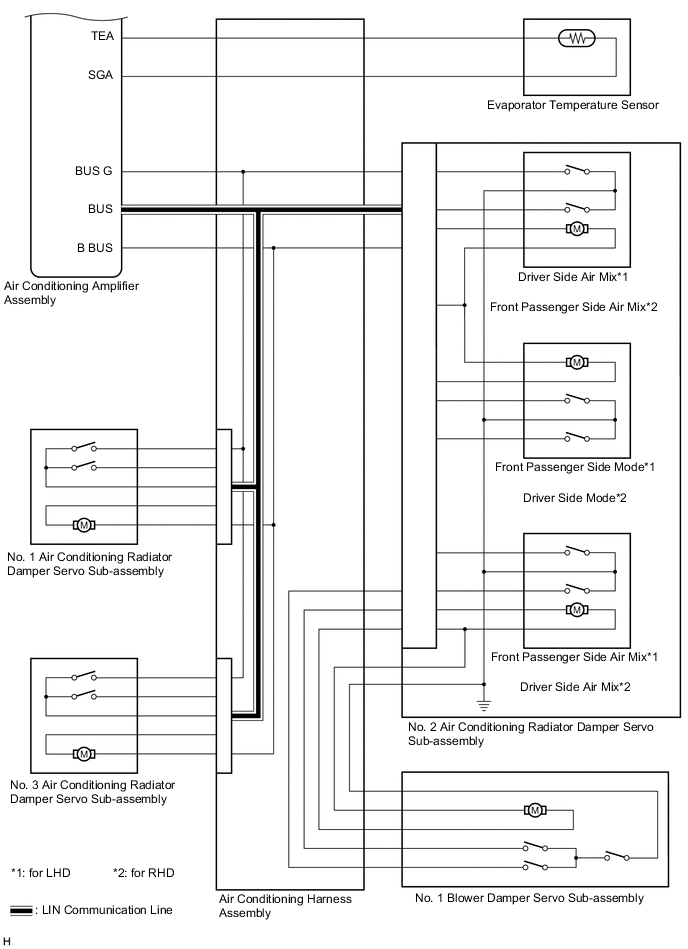 TEA
SGA
Evaporator Temperature Sensor
BUS G
BUS
B BUS
Air Conditioning Amplifier
Assembly
M
Driver Side Air Mix*1
Front Passenger Side Air Mix*2
M
Front Passenger Side Mode*1
Driver Side Mode*2
M
No. 1 Air Conditioning Radiator
Damper Servo Sub-assembly
M
Front Passenger Side Air Mix*1
Driver Side Air Mix*2
No. 2 Air Conditioning Radiator Damper Servo
Sub-assembly
M
No. 3 Air Conditioning Radiator
Damper Servo Sub-assembly
M
*1: for LHD
*2: for RHD
No. 1 Blower Damper Servo Sub-assembly
Air Conditioning Harness
Assembly
: LIN Communication Line
H